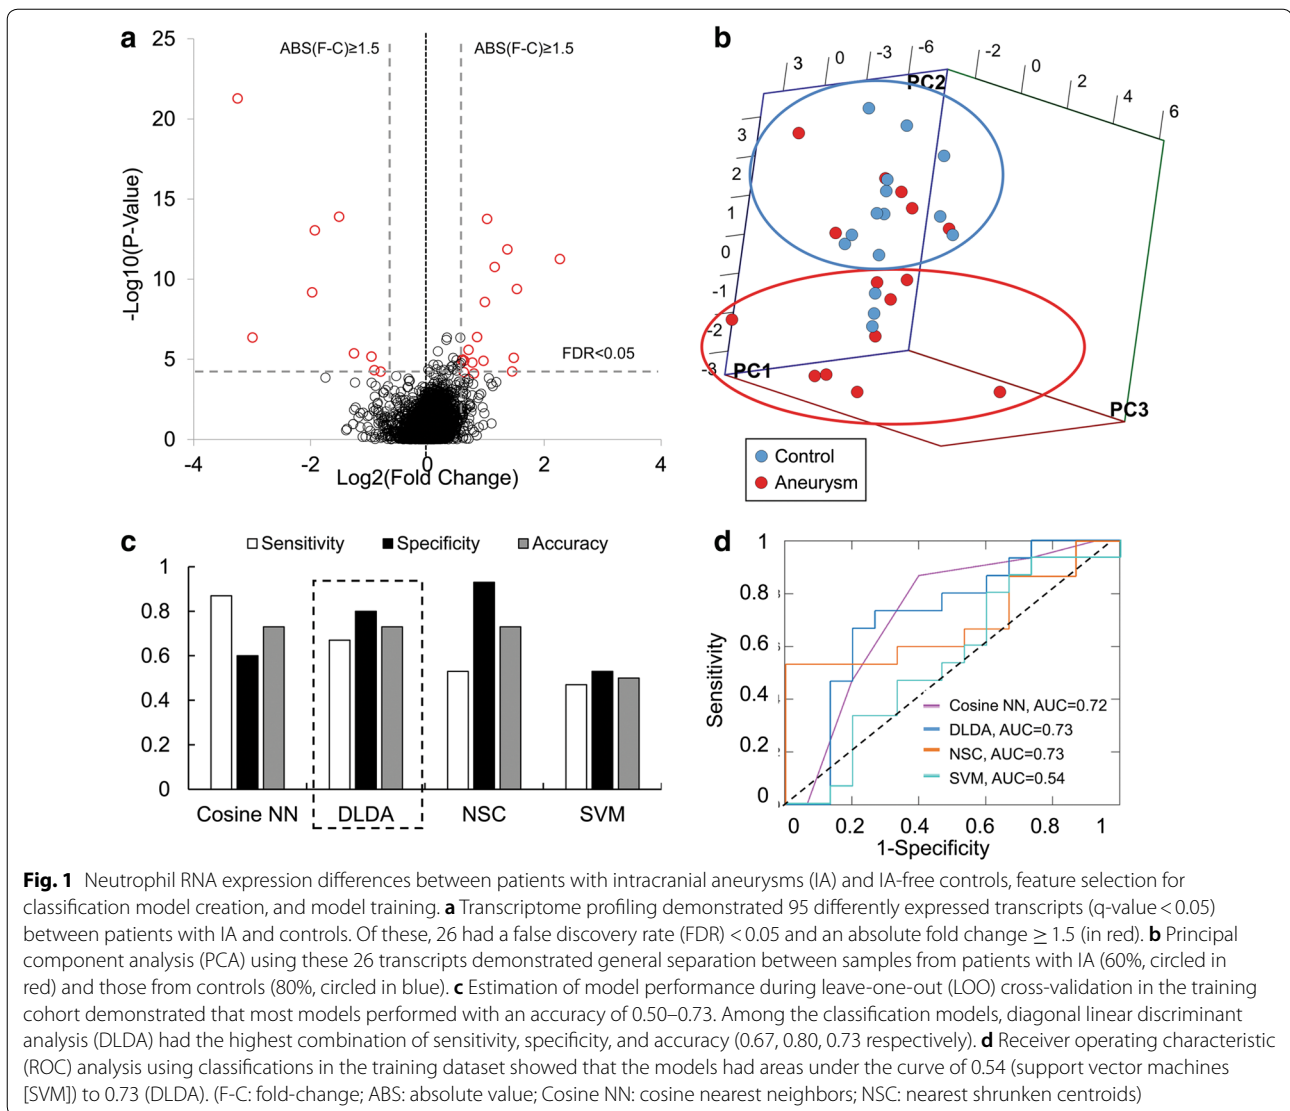 a
25
20
15
10
5
0
-Log10(P-Value)
ABS(F-C)≥1.5
ABS(F-C)≥1.5
FDR<0.05
-4
-2
0
2
4
Log2(Fold Change)
b
3
0
-3
-6
-2
0
2
4
6
PC2
3
2
1
0
-1
-2
-3
PC1
PC3
Control
Aneurysm
c
Sensitivity
Specificity
Accuracy
1
0.8
0.6
0.4
0.2
0
Cosine NN
DLDA
NSC
SVM
d
1
0.8
0.6
0.4
0.2
0
Sensitivity
Cosine NN, AUC=0.72
DLDA, AUC=0.73
NSC, AUC=0.73
SVM, AUC=0.54
0
0.2
0.4
0.6
0.8
1
1-Specificity
Fig. 1 Neutrophil RNA expression differences between patients with intracranial aneurysms (IA) and IA-free controls, feature selection for
classification model creation, and model training. a Transcriptome profiling demonstrated 95 differently expressed transcripts (q-value < 0.05)
between patients with IA and controls. Of these, 26 had a false discovery rate (FDR) < 0.05 and an absolute fold change ≥ 1.5 (in red). b Principal
component analysis (PCA) using these 26 transcripts demonstrated general separation between samples from patients with IA (60%, circled in
red) and those from controls (80%, circled in blue). c Estimation of model performance during leave-one-out (LOO) cross-validation in the training
cohort demonstrated that most models performed with an accuracy of 0.50–0.73. Among the classification models, diagonal linear discriminant
analysis (DLDA) had the highest combination of sensitivity, specificity, and accuracy (0.67, 0.80, 0.73 respectively). d Receiver operating characteristic
(ROC) analysis using classifications in the training dataset showed that the models had areas under the curve of 0.54 (support vector machines
[SVM]) to 0.73 (DLDA). (F-C: fold-change; ABS: absolute value; Cosine NN: cosine nearest neighbors; NSC: nearest shrunken centroids)